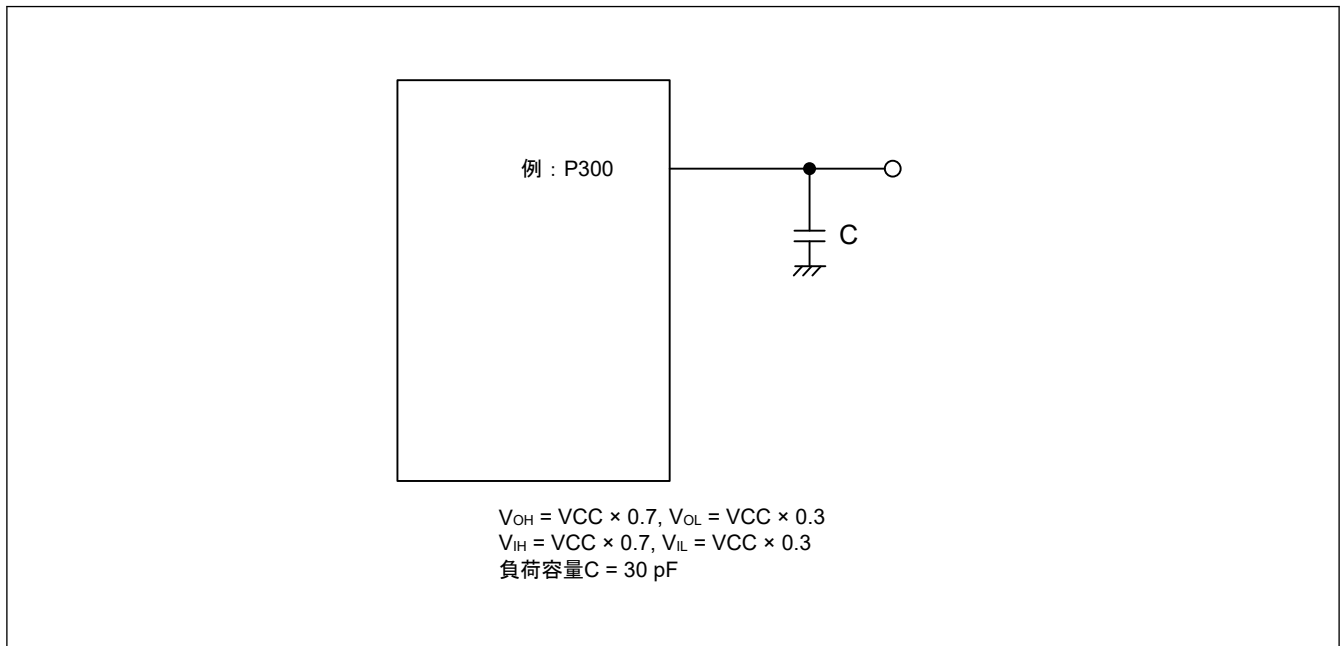 例：P300
C
VOH = VCC × 0.7, VOL = VCC × 0.3
VIH = VCC × 0.7, VIL = VCC × 0.3
負荷容量C = 30 pF